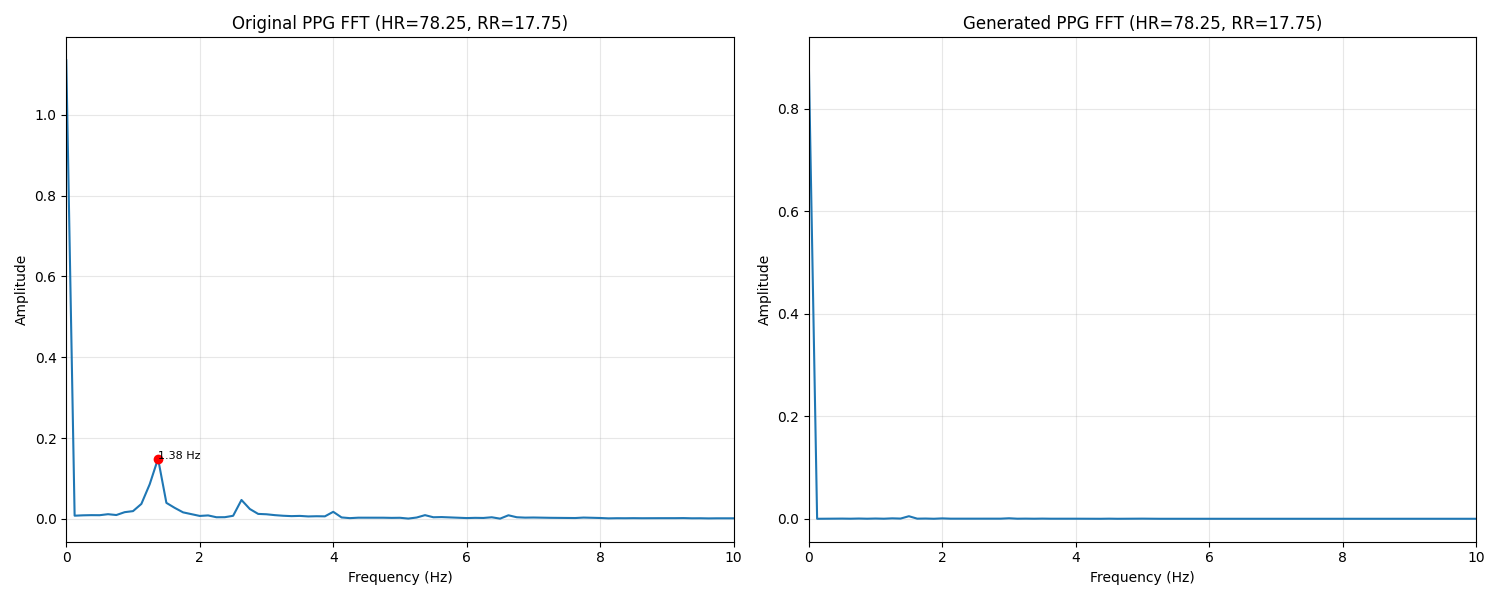 Original PPG FFT (HR=78.25, RR=17.75)
Amplitude
1.0
0.8
0.6
0.4
0.2
0.0
1.38 Hz
0 2 4 6 8 10
Frequency (Hz)
Generated PPG FFT (HR=78.25, RR=17.75)
Amplitude
0.8
0.6
0.4
0.2
0.0
0 2 4 6 8 10
Frequency (Hz)